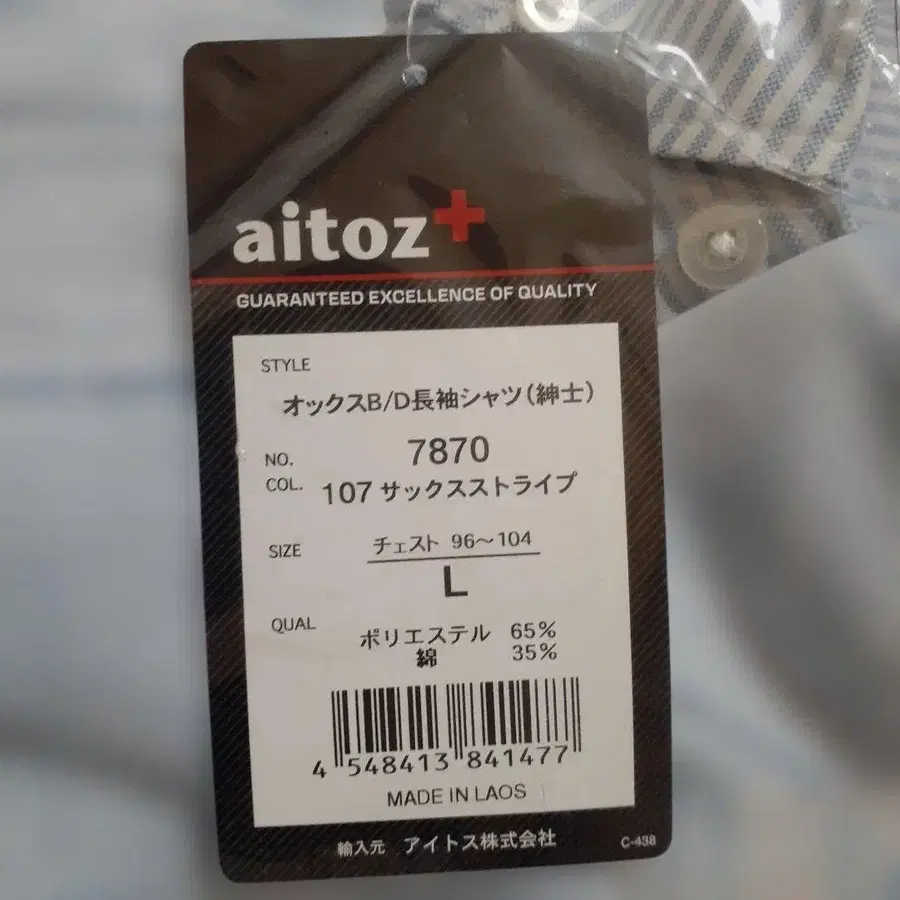 aitoz+
GUARANTEED EXCELLENCE OF QUALITY
STYLE
オックスB/D長袖シャツ(紳士)
NO. 7870
COL. 107 サックスストライプ
SIZE チェスト 96〜104
L
QUAL ポリエステル 65%
綿 35%
4 548413 841477
MADE IN LAOS
輸入元 アイトス株式会社
C-438